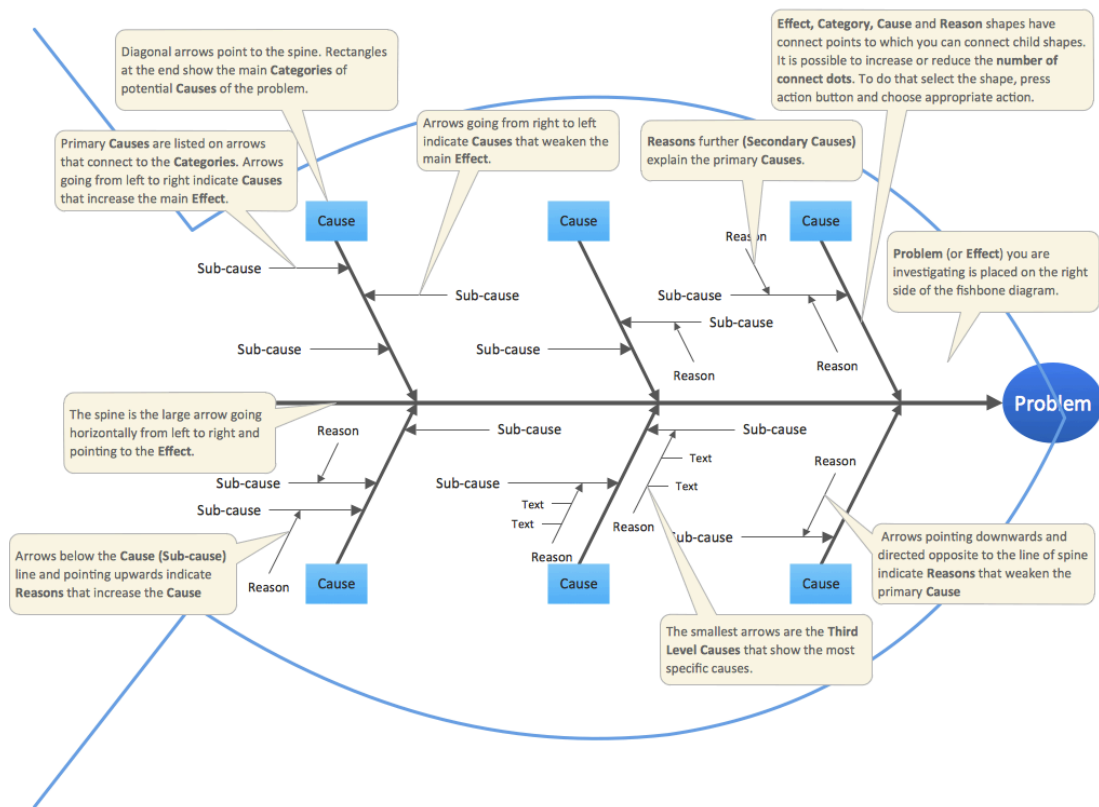 Diagonal arrows point to the spine. Rectangles
at the end show the main Categories of
potential Causes of the problem.
Effect, Category, Cause and Reason shapes have
connect points to which you can connect child shapes.
It is possible to increase or reduce the number of
connect dots. To do that select the shape, press
action button and choose appropriate action.
Primary Causes are listed on arrows
that connect to the Categories. Arrows
going from left to right indicate Causes
that increase the main Effect.
Arrows going from right to left
indicate Causes that weaken the
main Effect.
Reasons further (Secondary Causes)
explain the primary Causes.
Cause
Cause
Cause
Reason
Problem (or Effect) you are
investigating is placed on the right
side of the fishbone diagram.
Sub-cause
Sub-cause
Sub-cause
Sub-cause
Sub-cause
Sub-cause
Reason
Reason
The spine is the large arrow going
horizontally from left to right and
pointing to the Effect.
Problem
Reason
Sub-cause
Sub-cause
Text
Reason
Sub-cause
Sub-cause
Text
Text
Sub-cause
Text
Reason
Sub-cause
Reason
Reason
Arrows below the Cause (Sub-cause)
line and pointing upwards indicate
Reasons that increase the Cause
Arrows pointing downwards and
directed opposite to the line of spine
indicate Reasons that weaken the
primary Cause
Cause
Cause
Cause
The smallest arrows are the Third
Level Causes that show the most
specific causes.